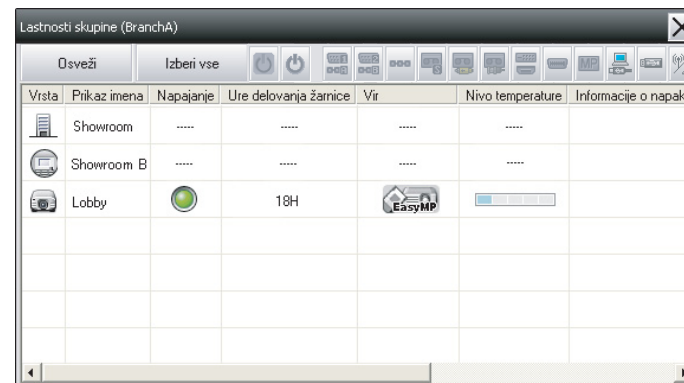 Lastnosti skupine (BranchA)
Osveži Izberi vse MP
Vrsta Prikaz imena Napajanje Ure delovanja žarnice Vir Nivo temperature Informacije o napak
Showroom ----- ----- ----- -----
Showroom B ----- ----- ----- -----
Lobby 18H EasyMP